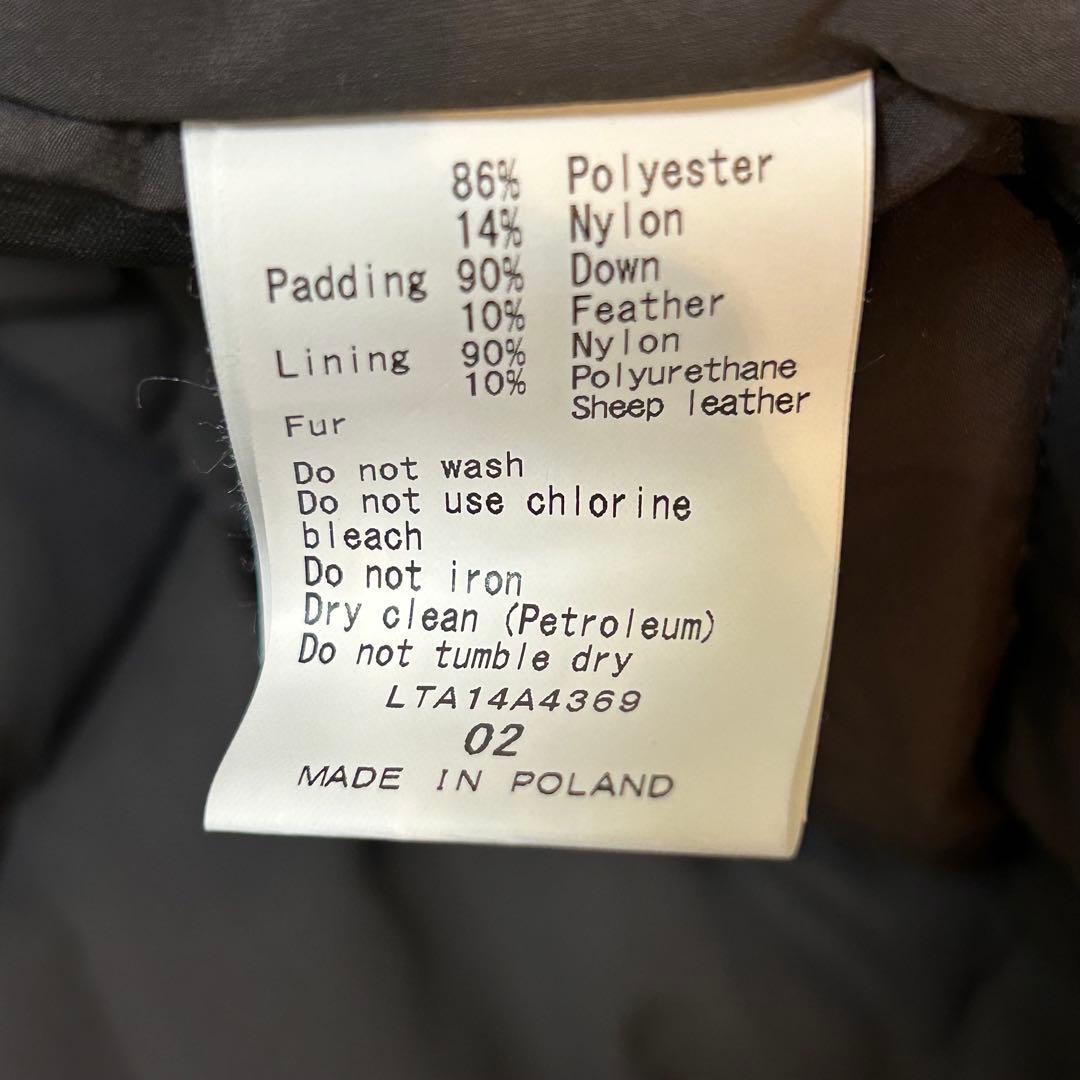 86% Polyester
14% Nylon
Padding 90% Down
10% Feather
Lining 90% Nylon
10% Polyurethane
Fur Sheep leather
Do not wash
Do not use chlorine
bleach
Do not iron
Dry clean (Petroleum)
Do not tumble dry
LTA14A4369
02
MADE IN POLAND